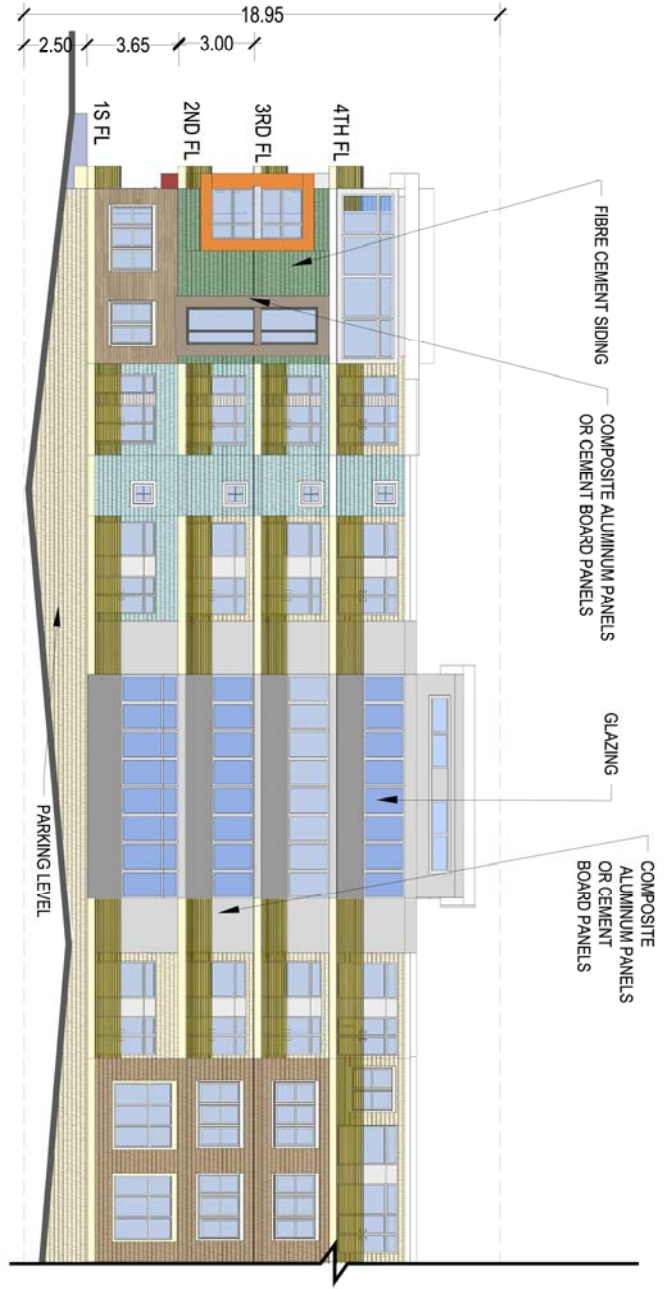 18.95
2.50
3.65
3.00
1S FL
2ND FL
3RD FL
4TH FL
FIBRE CEMENT SIDING
COMPOSITE ALUMINUM PANELS
OR CEMENT BOARD PANELS
GLAZING
COMPOSITE
ALUMINUM PANELS
OR CEMENT
BOARD PANELS
PARKING LEVEL